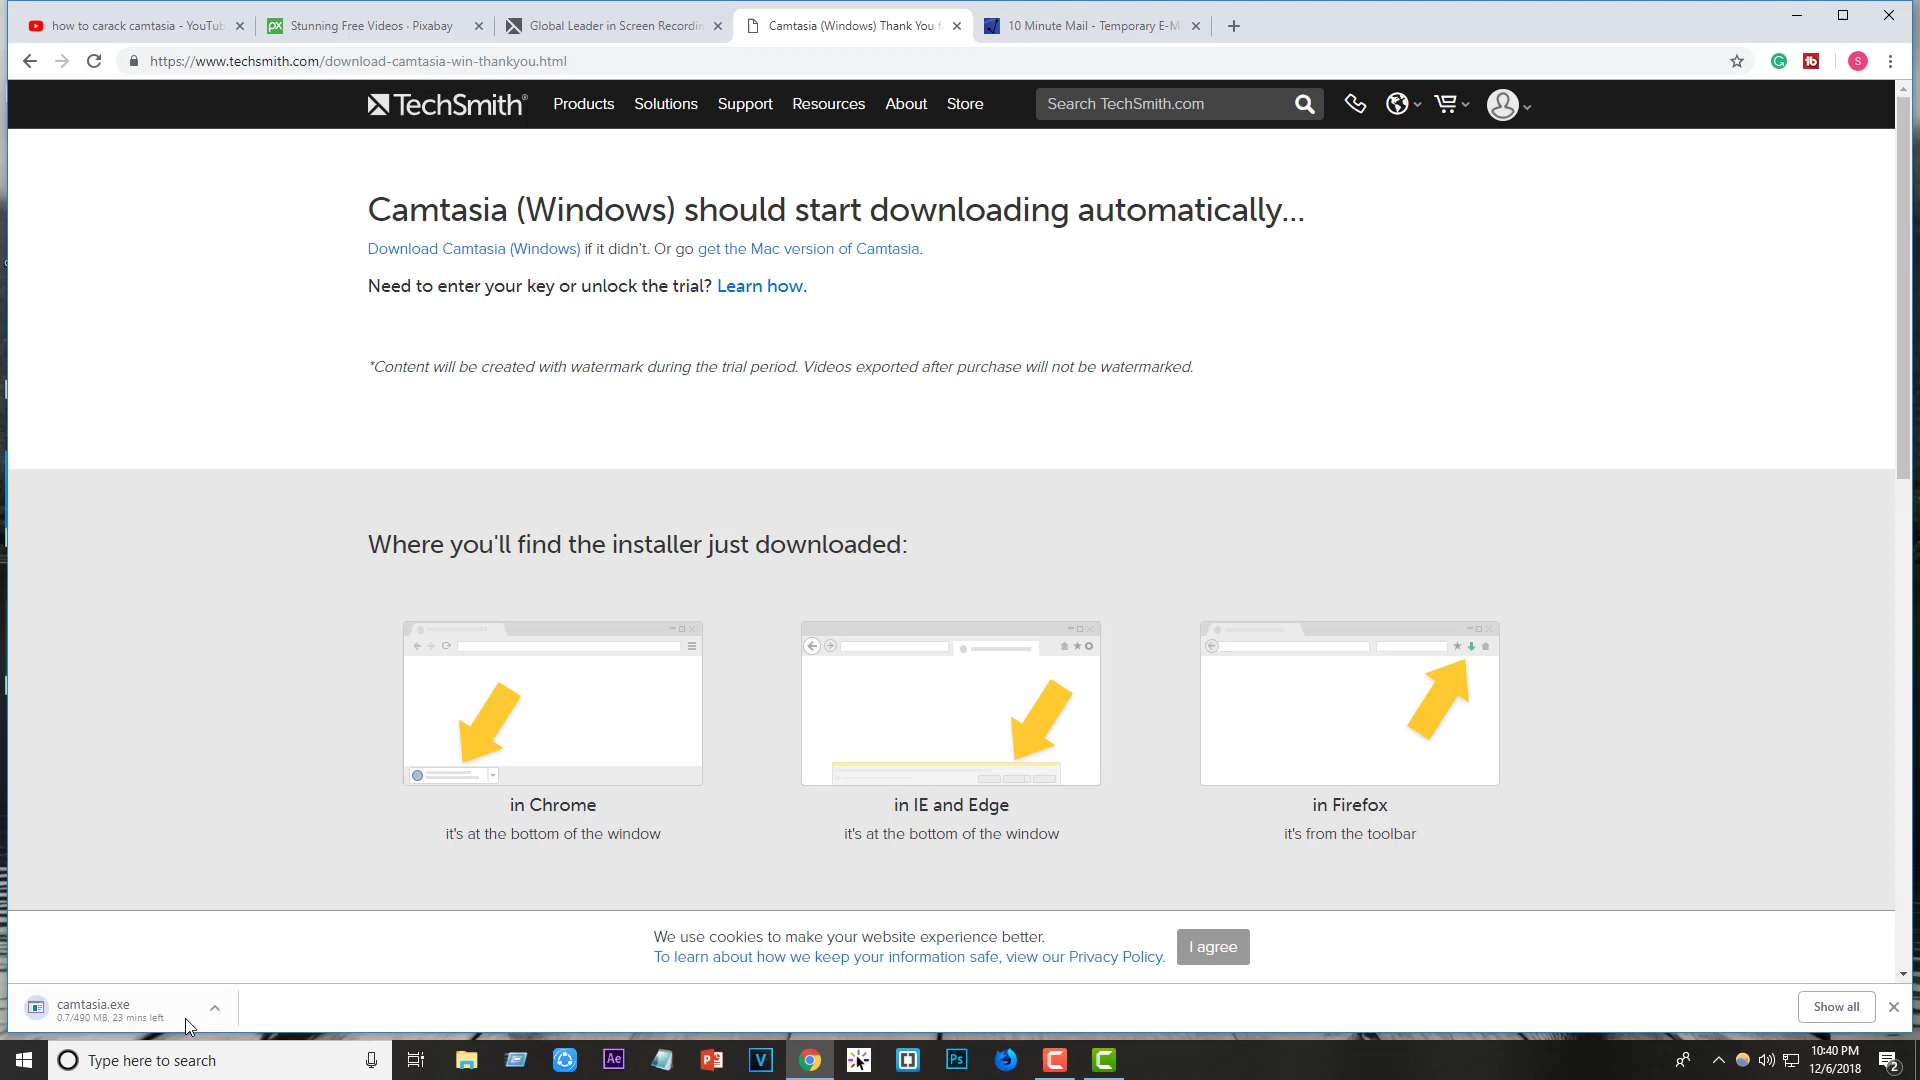 how to carack camtasia - YouTub
Stunning Free Videos · Pixabay
Global Leader in Screen Recordin
Camtasia (Windows) Thank You f
10 Minute Mail - Temporary E-M
https://www.techsmith.com/download-camtasia-win-thankyou.html
TechSmith
Products
Solutions
Support
Resources
About
Store
Search TechSmith.com
Camtasia (Windows) should start downloading automatically...
Download Camtasia (Windows) if it didn't. Or go get the Mac version of Camtasia.
Need to enter your key or unlock the trial? Learn how.
*Content will be created with watermark during the trial period. Videos exported after purchase will not be watermarked.
Where you'll find the installer just downloaded:
in Chrome
it's at the bottom of the window
in IE and Edge
it's at the bottom of the window
in Firefox
it's from the toolbar
We use cookies to make your website experience better.
To learn about how we keep your information safe, view our Privacy Policy.
I agree
camtasia.exe
0.7/490 MB, 23 mins left
Show all
Type here to search
10:40 PM
12/6/2018